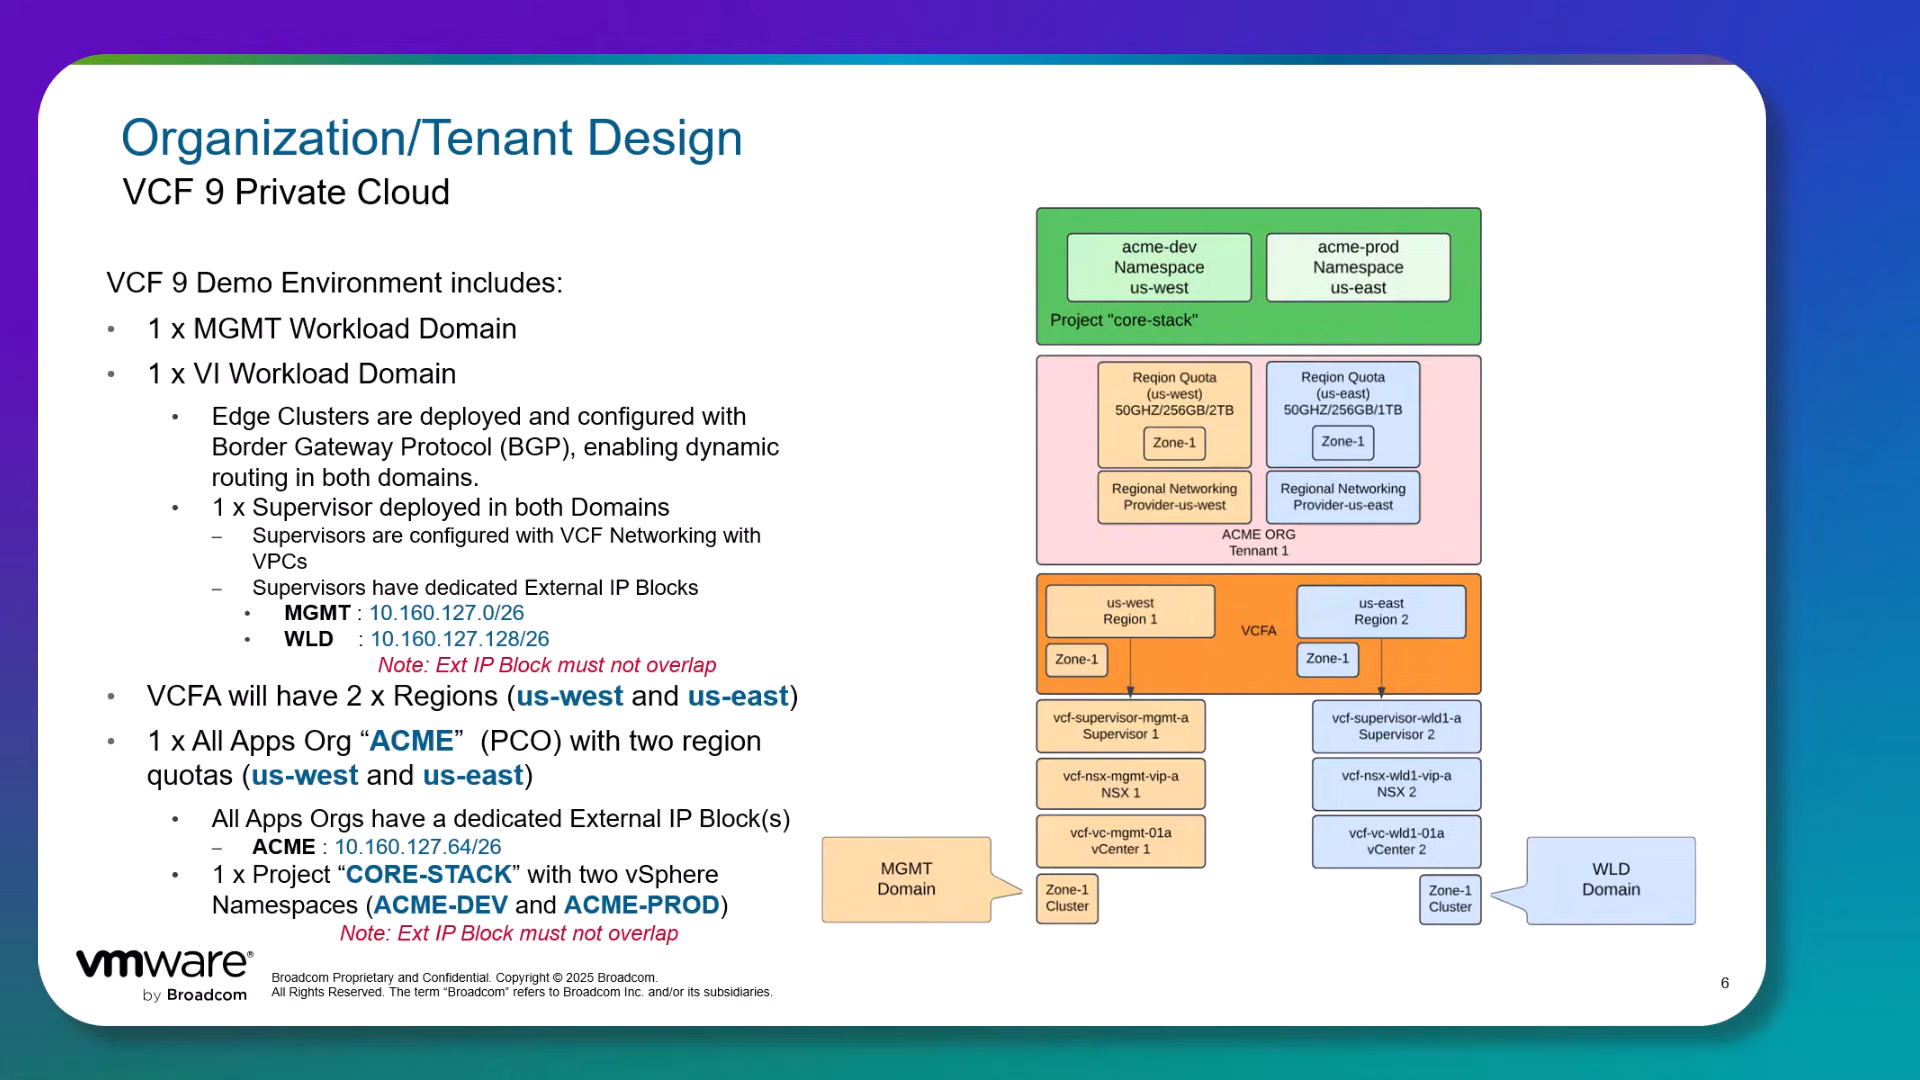 Organization/Tenant Design
VCF 9 Private Cloud
VCF 9 Demo Environment includes:
• 1 x MGMT Workload Domain
• 1 x VI Workload Domain
• Edge Clusters are deployed and configured with
Border Gateway Protocol (BGP), enabling dynamic
routing in both domains.
• 1 x Supervisor deployed in both Domains
– Supervisors are configured with VCF Networking with
VPCs
– Supervisors have dedicated External IP Blocks
• MGMT : 10.160.127.0/26
• WLD : 10.160.127.128/26
Note: Ext IP Block must not overlap
• VCFA will have 2 x Regions (us-west and us-east)
• 1 x All Apps Org “ACME” (PCO) with two region
quotas (us-west and us-east)
• All Apps Orgs have a dedicated External IP Block(s)
– ACME : 10.160.127.64/26
• 1 x Project “CORE-STACK” with two vSphere
Namespaces (ACME-DEV and ACME-PROD)
Note: Ext IP Block must not overlap
acme-dev
Namespace
us-west
acme-prod
Namespace
us-east
Project "core-stack"
Reqion Quota
(us-west)
50GHZ/256GB/2TB
Zone-1
Reqion Quota
(us-east)
50GHZ/256GB/1TB
Zone-1
Regional Networking
Provider-us-west
Regional Networking
Provider-us-east
ACME ORG
Tennant 1
us-west
Region 1
VCFA
us-east
Region 2
Zone-1
Zone-1
vcf-supervisor-mgmt-a
Supervisor 1
vcf-supervisor-wld1-a
Supervisor 2
vcf-nsx-mgmt-vip-a
NSX 1
vcf-nsx-wld1-vip-a
NSX 2
vcf-vc-mgmt-01a
vCenter 1
vcf-vc-wld1-01a
vCenter 2
MGMT
Domain
Zone-1
Cluster
Zone-1
Cluster
WLD
Domain
vmware®
by Broadcom
Broadcom Proprietary and Confidential. Copyright © 2025 Broadcom.
All Rights Reserved. The term “Broadcom” refers to Broadcom Inc. and/or its subsidiaries.
6